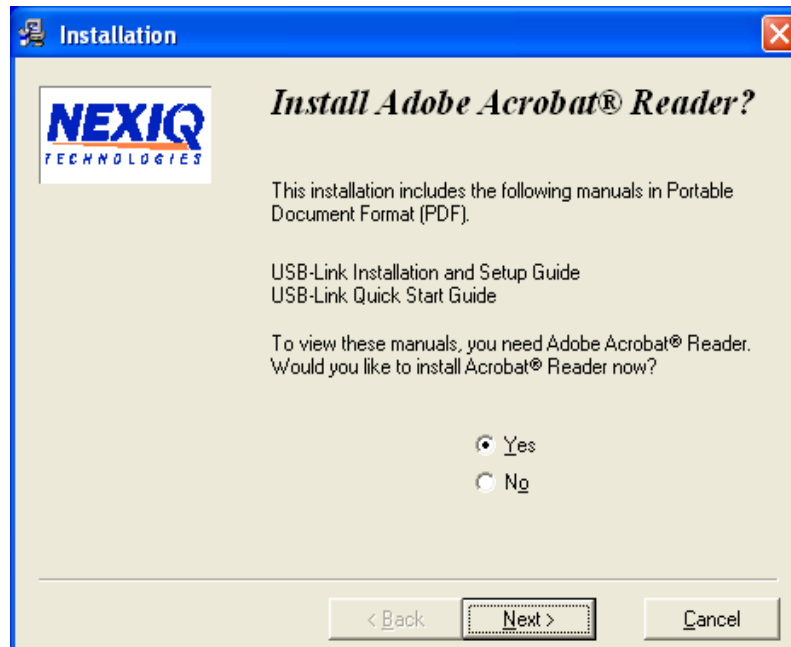 Installation
NEXIQ
TECHNOLOGIES
Install Adobe Acrobat® Reader?
This installation includes the following manuals in Portable
Document Format (PDF).
USB-Link Installation and Setup Guide
USB-Link Quick Start Guide
To view these manuals, you need Adobe Acrobat® Reader.
Would you like to install Acrobat® Reader now?
Yes
No
< Back
Next >
Cancel